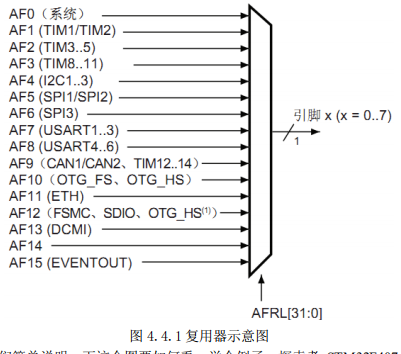 AF0（系统）
AF1 (TIM1/TIM2)
AF2 (TIM3..5)
AF3 (TIM8..11)
AF4 (I2C1..3)
AF5 (SPI1/SPI2)
AF6 (SPI3)
AF7 (USART1..3)
AF8 (USART4..6)
AF9（CAN1/CAN2、TIM12..14）
AF10（OTG_FS、OTG_HS）
AF11 (ETH)
AF12（FSMC、SDIO、OTG_HS(1)）
AF13 (DCMI)
AF14
AF15 (EVENTOUT)
引脚 x (x = 0..7)
1
AFRL[31:0]
图 4.4.1 复用器示意图